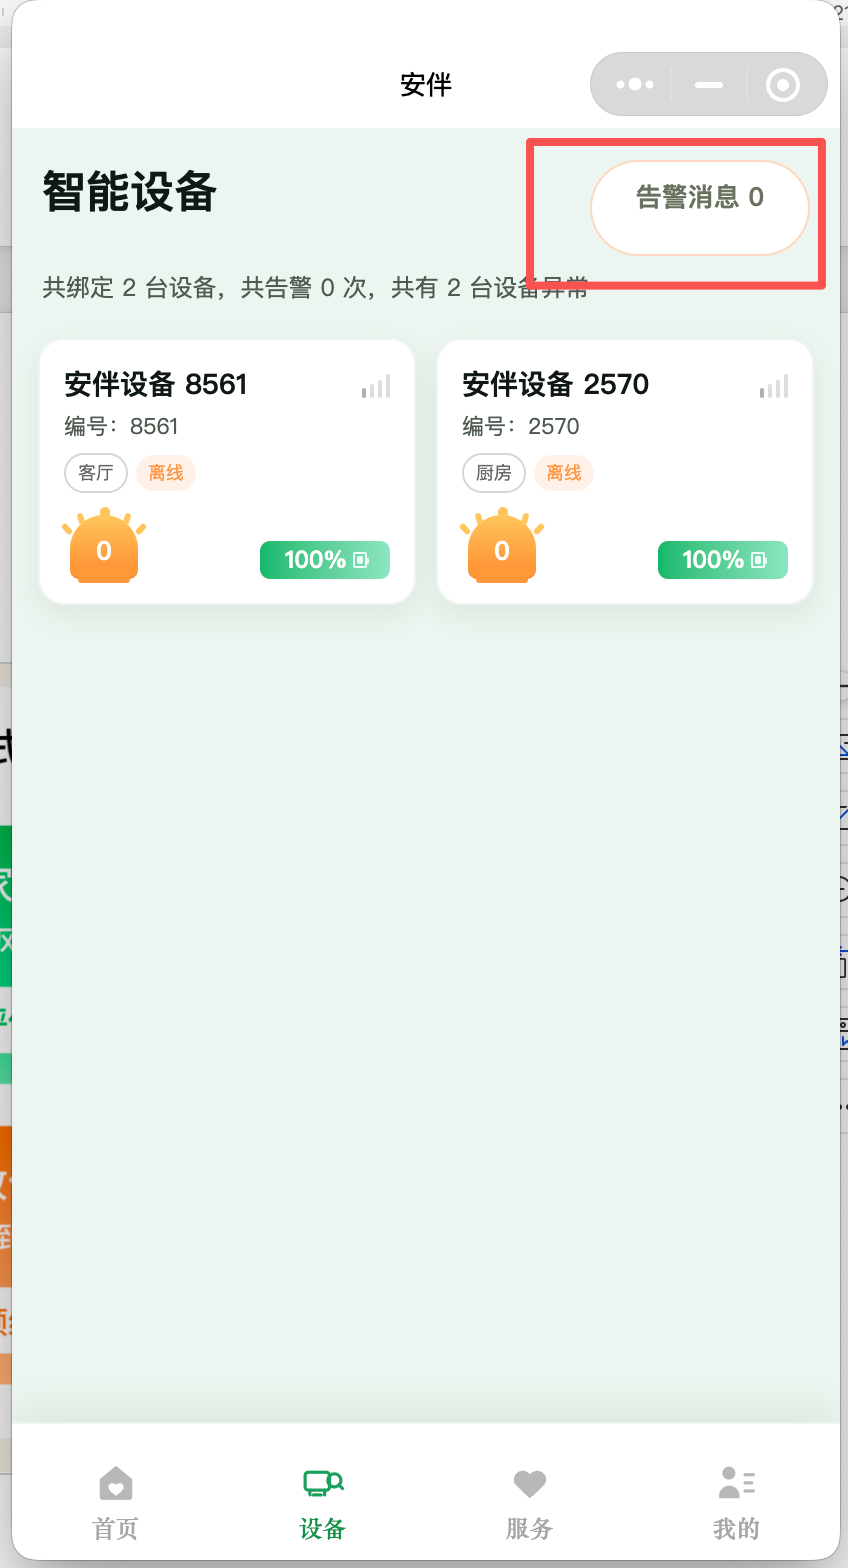 安伴
智能设备
告警消息 0
共绑定 2 台设备，共告警 0 次，共有 2 台设备异常
安伴设备 8561
编号：8561
客厅
离线
0
100%
安伴设备 2570
编号：2570
厨房
离线
0
100%
首页
设备
服务
我的